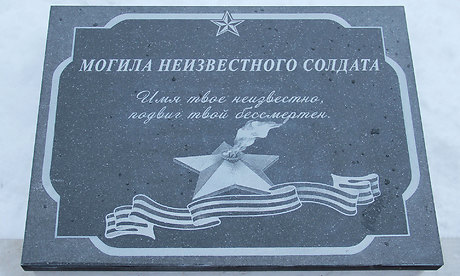 МОГИЛА НЕИЗВЕСТНОГО СОЛДАТА
Имя твое неизвестно,
подвиг твой бессмертен.